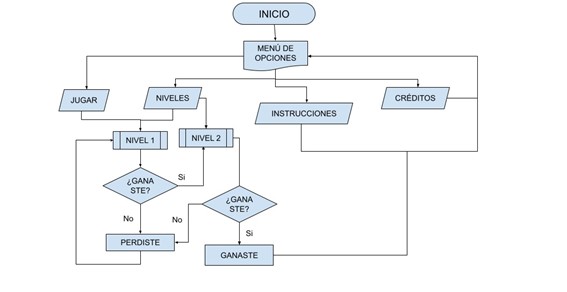 INICIO
MENÚ DE
OPCIONES
JUGAR
NIVELES
INSTRUCCIONES
CRÉDITOS
NIVEL 1
NIVEL 2
¿GANA
STE?
Si
No
¿GANA
STE?
No
Si
PERDISTE
GANASTE